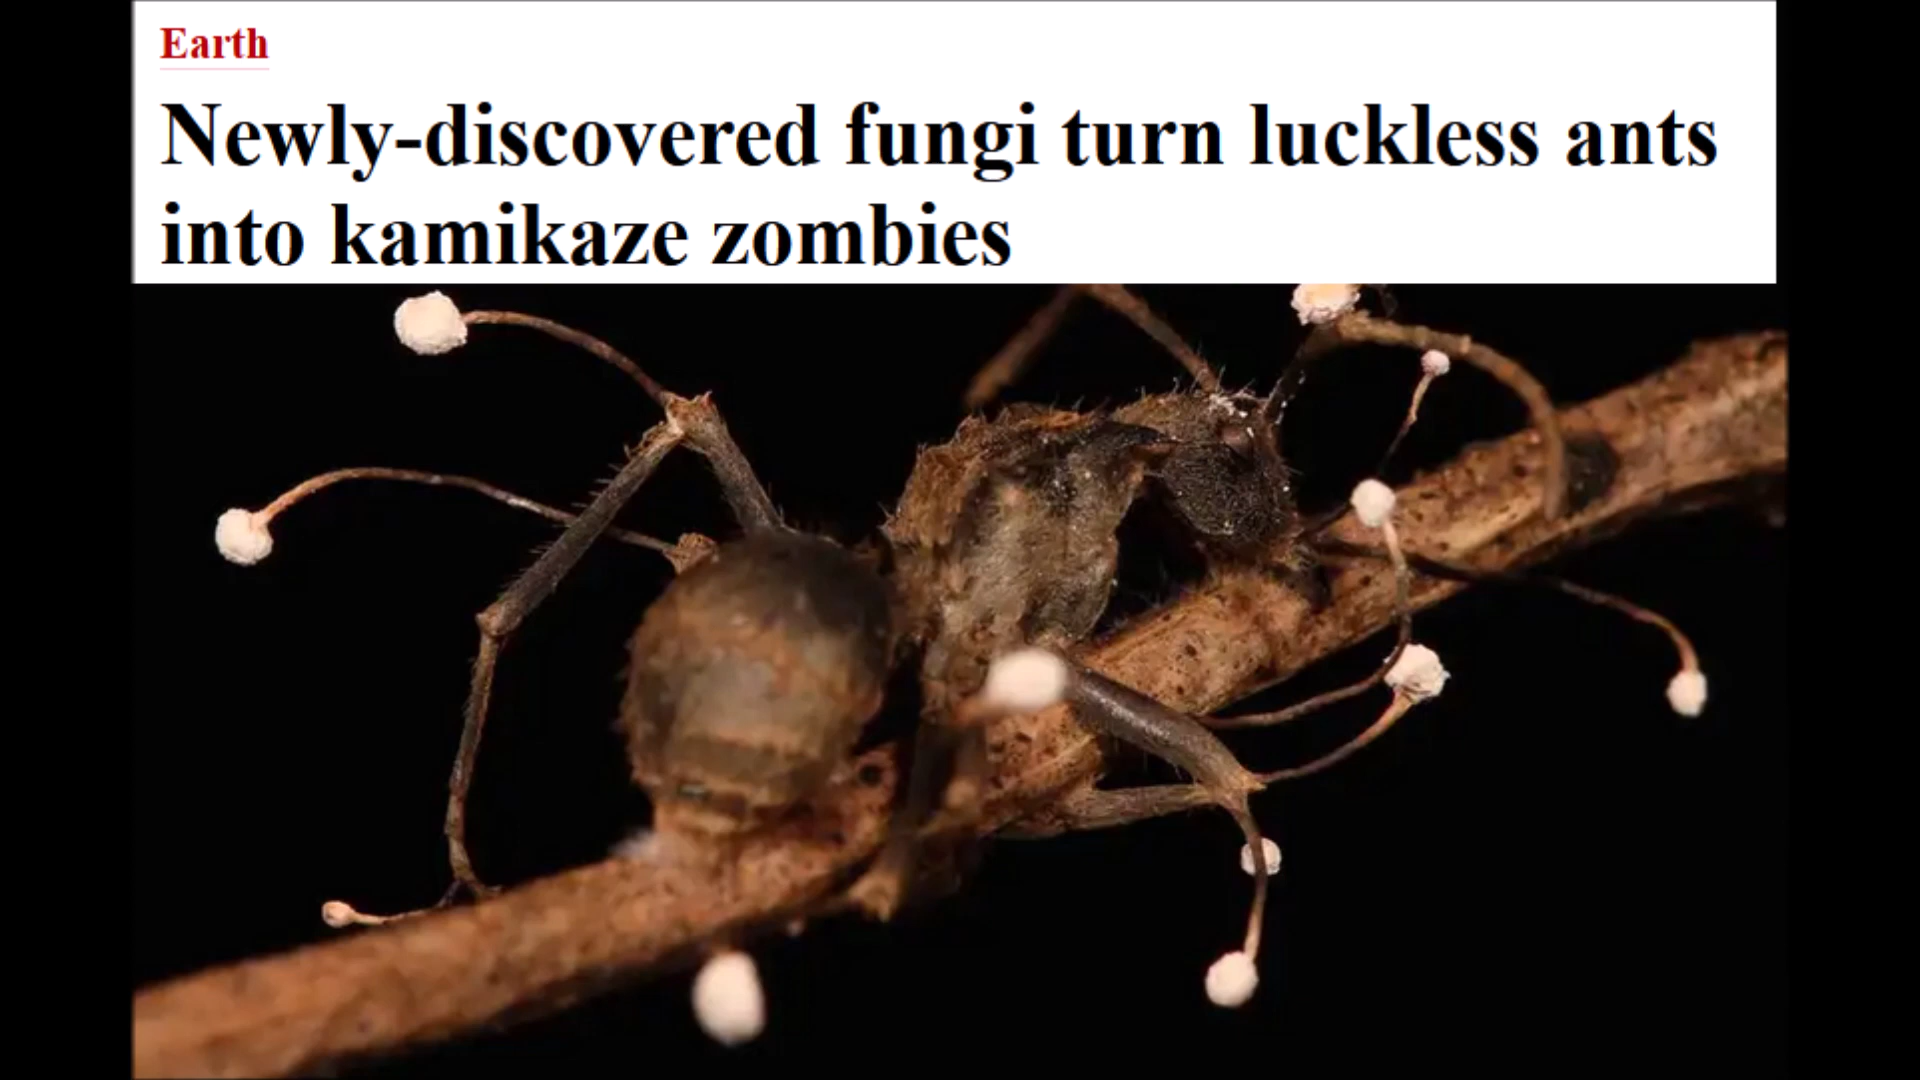 Earth
Newly-discovered fungi turn luckless ants
into kamikaze zombies